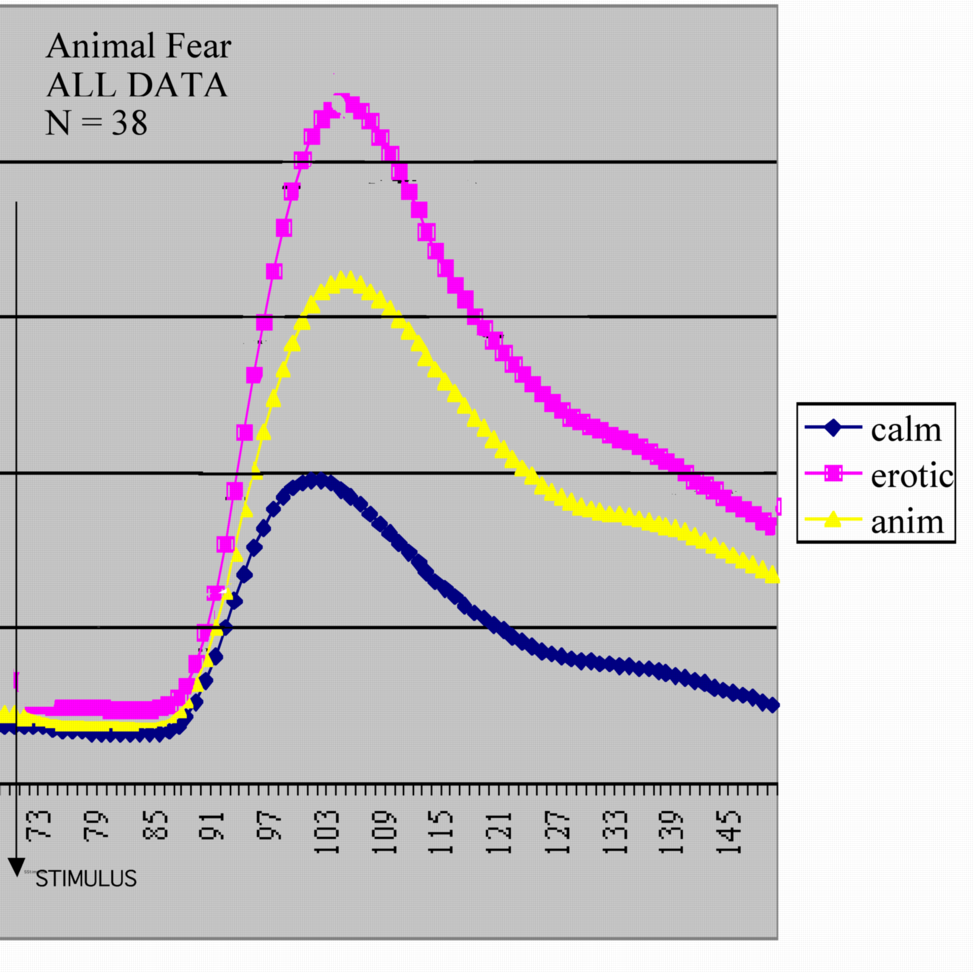 Animal Fear
ALL DATA
N = 38
calm
erotic
anim
73 79 85 91 97 103 109 115 121 127 133 139 145
STIMULUS